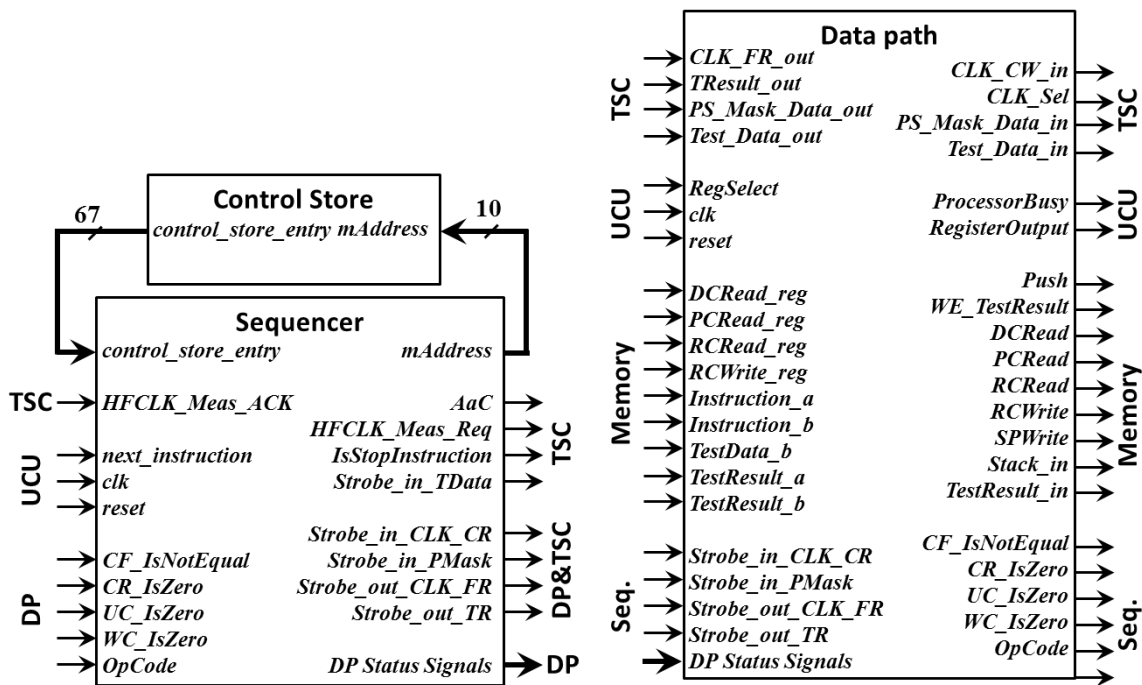 Control Store
67
10
control_store_entry mAddress
Sequencer
control_store_entry mAddress
TSC
HFCLK_Meas_ACK
AaC
HFCLK_Meas_Req
TSC
UCU
next_instruction
IsStopInstruction
clk
Strobe_in_TData
reset
Strobe_in_CLK_CR
DP&TSC
DP
CF_IsNotEqual
Strobe_in_PMask
CR_IsZero
Strobe_out_CLK_FR
UC_IsZero
Strobe_out_TR
WC_IsZero
OpCode
DP Status Signals
DP
Data path
TSC
CLK_FR_out
TResult_out
PS_Mask_Data_out
Test_Data_out
CLK_CW_in
CLK_Sel
PS_Mask_Data_in
Test_Data_in
TSC
UCU
RegSelect
clk
reset
ProcessorBusy
RegisterOutput
UCU
Memory
DCRead_reg
PCRead_reg
RCRead_reg
RCWrite_reg
Instruction_a
Instruction_b
TestData_b
TestResult_a
TestResult_b
Push
WE_TestResult
DCRead
PCRead
RCRead
RCWrite
SPWrite
Stack_in
TestResult_in
Memory
Seq.
Strobe_in_CLK_CR
Strobe_in_PMask
Strobe_out_CLK_FR
Strobe_out_TR
DP Status Signals
CF_IsNotEqual
CR_IsZero
UC_IsZero
WC_IsZero
OpCode
Seq.